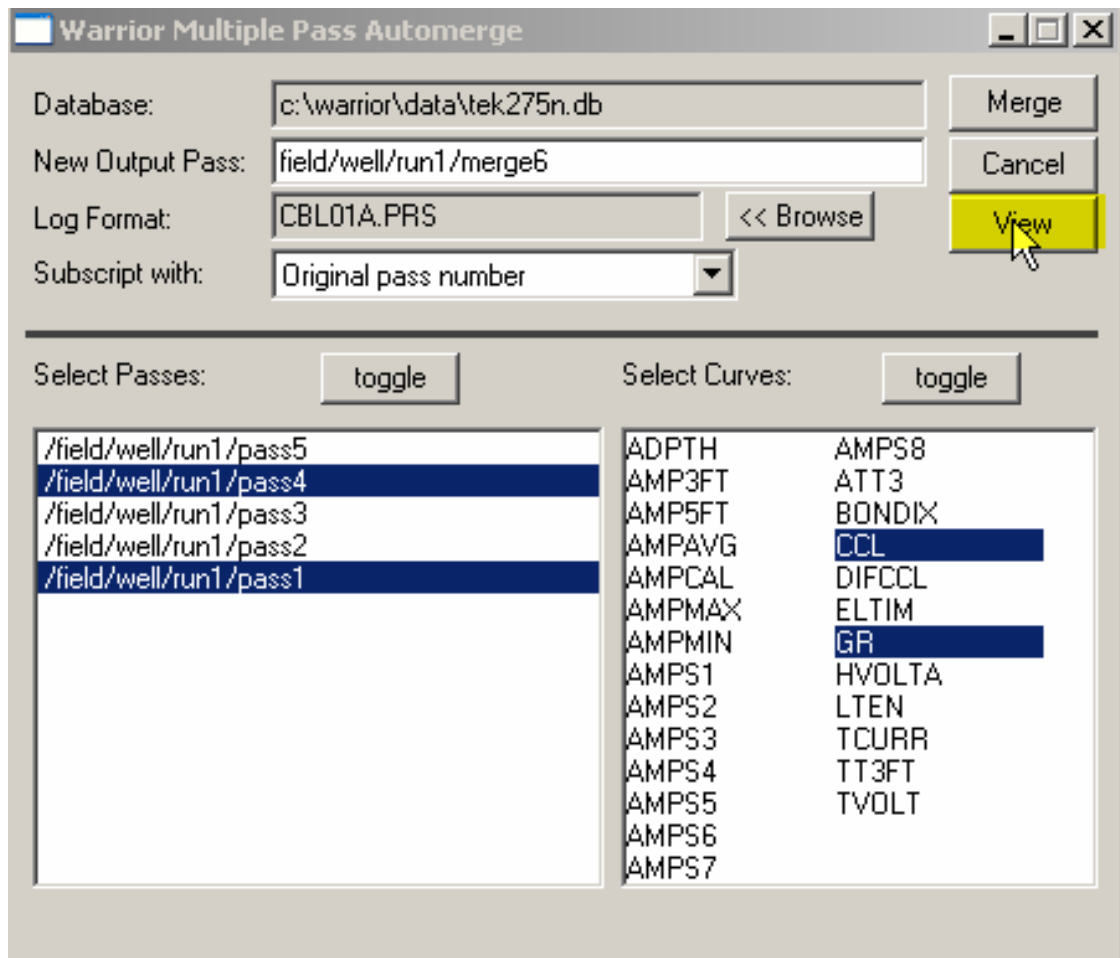 Warrior Multiple Pass Automerge
Database: c:\warrior\data\tek275n.db Merge
New Output Pass: field/well/run1/merge6 Cancel
Log Format: CBL01A.PRS << Browse View
Subscript with: Original pass number
Select Passes: toggle
/field/well/run1/pass5
/field/well/run1/pass4
/field/well/run1/pass3
/field/well/run1/pass2
/field/well/run1/pass1
Select Curves: toggle
ADPTH
AMP3FT
AMP5FT
AMPAVG
AMPCAL
AMPMAX
AMPMIN
AMPS1
AMPS2
AMPS3
AMPS4
AMPS5
AMPS6
AMPS7
AMPS8
ATT3
BONDIX
CCL
DIFCCL
ELTIM
GR
HVOLTA
LTEN
TCURR
TT3FT
TVOLT